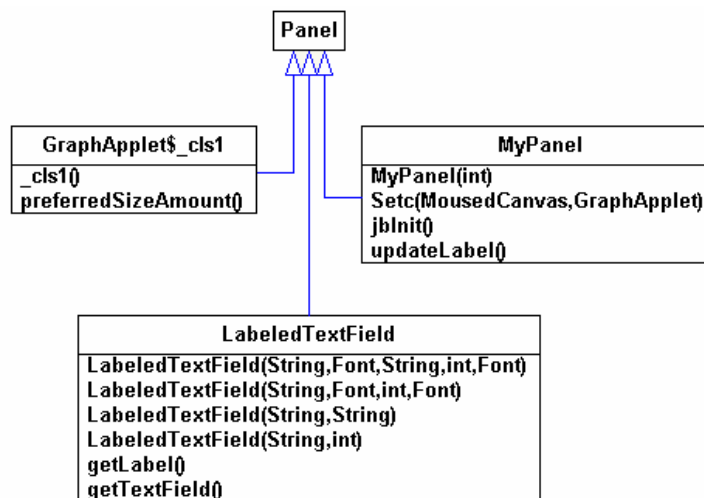 Panel
GraphApplet$_cls1
_cls1()
preferredSizeAmount()
MyPanel
MyPanel(int)
Setc(MousedCanvas,GraphApplet)
jbInit()
updateLabel()
LabeledTextField
LabeledTextField(String,Font,String,int,Font)
LabeledTextField(String,Font,int,Font)
LabeledTextField(String,String)
LabeledTextField(String,int)
getLabel()
getTextField()